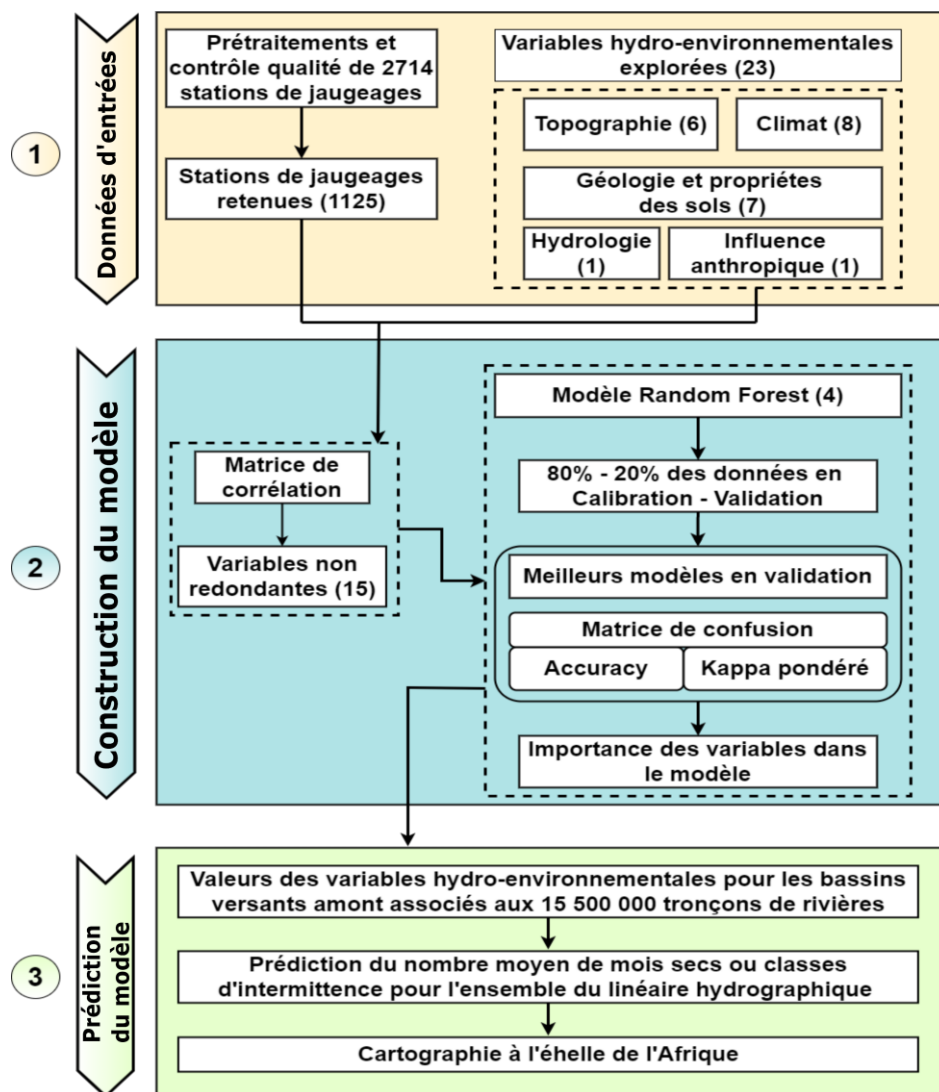 1
Données d'entrées
Prétraitements et
contrôle qualité de 2714
stations de jaugeages
Stations de jaugeages
retenues (1125)
Variables hydro-environnementales
explorées (23)
Topographie (6)
Climat (8)
Géologie et propriétes
des sols (7)
Hydrologie
(1)
Influence
anthropique (1)
2
Construction du modèle
Matrice de
corrélation
Variables non
redondantes (15)
Modèle Random Forest (4)
80% - 20% des données en
Calibration - Validation
Meilleurs modèles en validation
Matrice de confusion
Accuracy
Kappa pondéré
Importance des variables dans
le modèle
3
Prédiction
du modèle
Valeurs des variables hydro-environnementales pour les bassins
versants amont associés aux 15 500 000 tronçons de rivières
Prédiction du nombre moyen de mois secs ou classes
d'intermittence pour l'ensemble du linéaire hydrographique
Cartographie à l'éhelle de l'Afrique